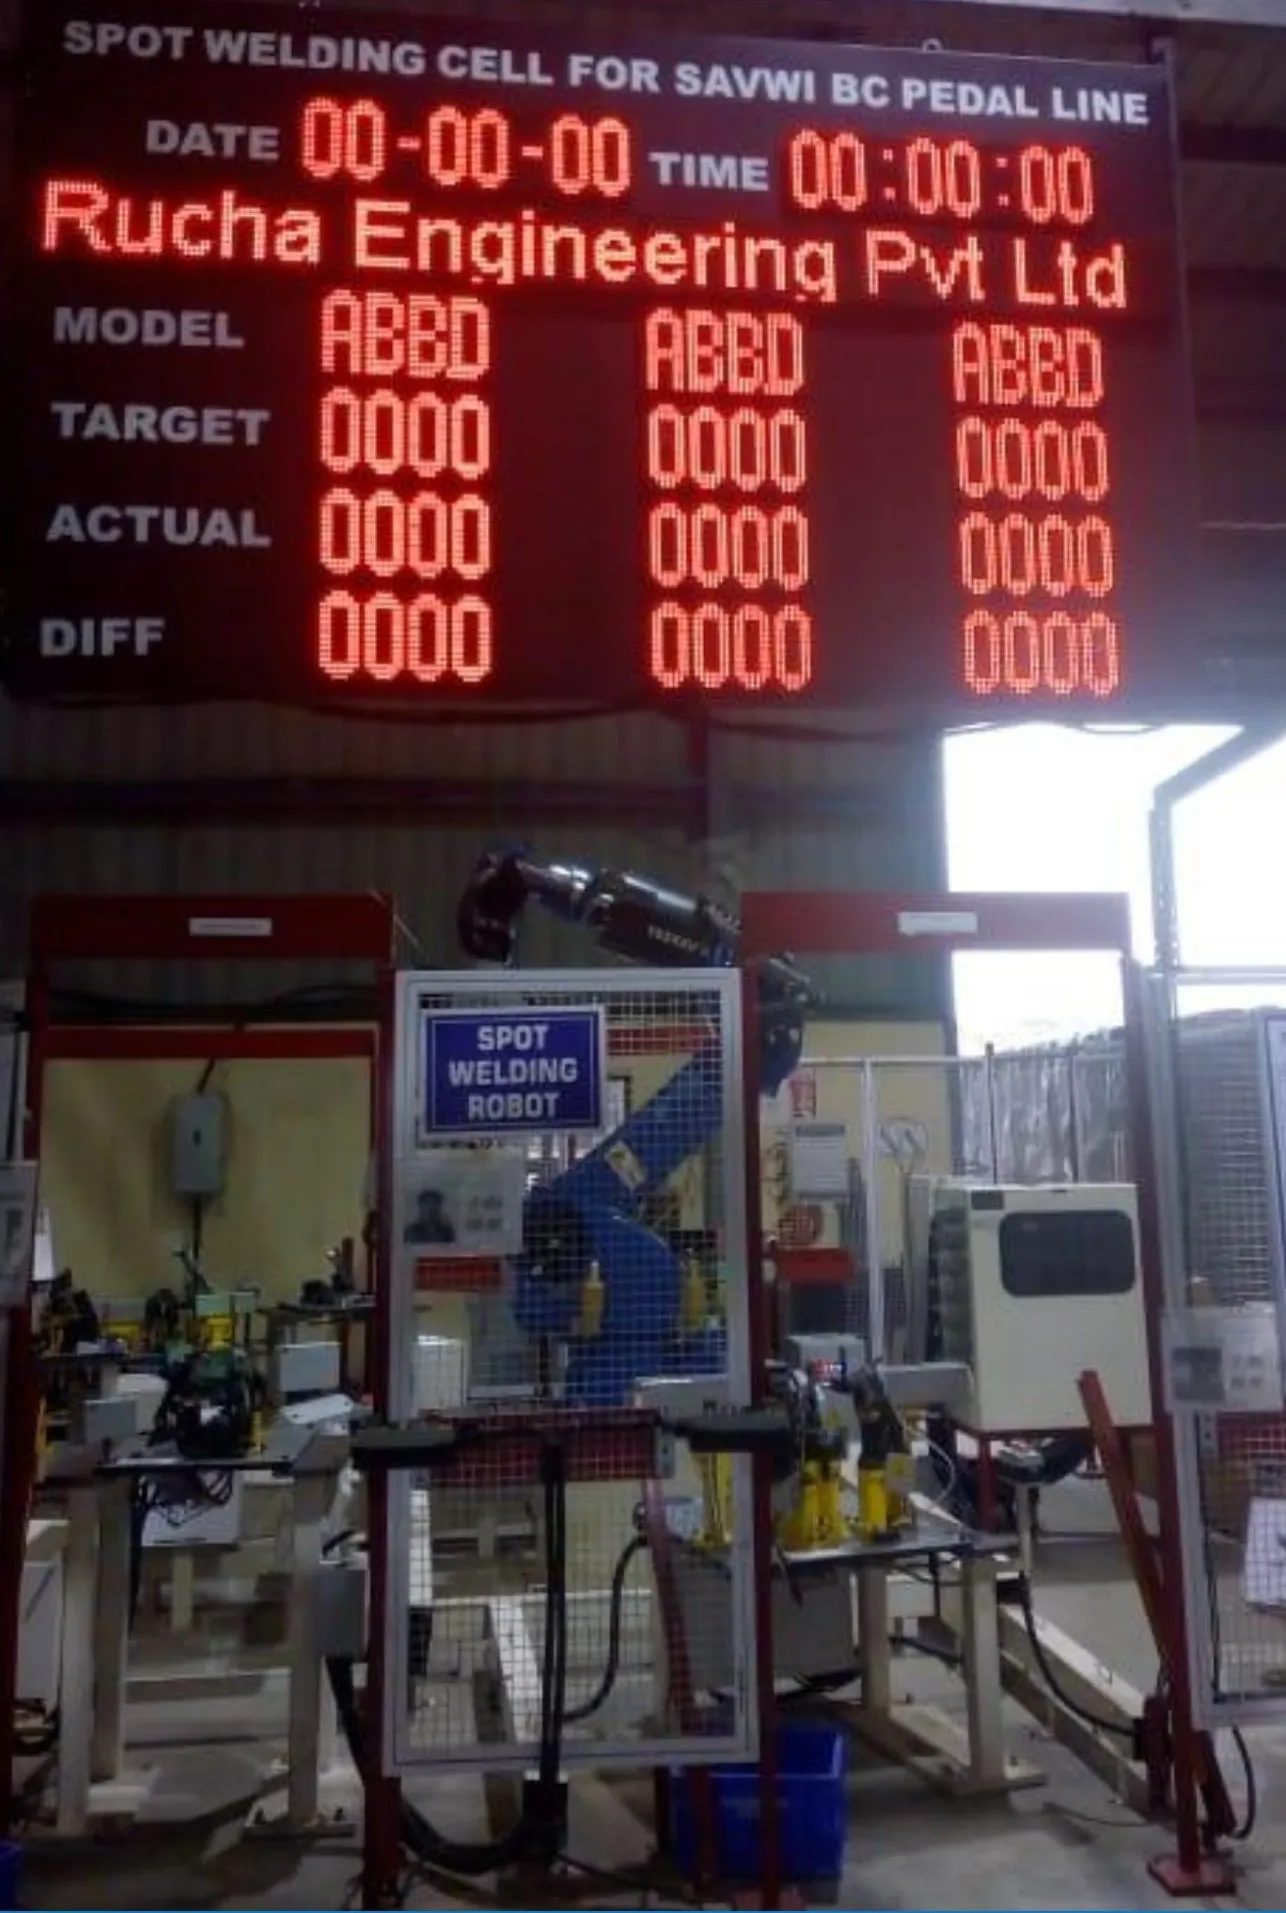 SPOT WELDING CELL FOR SAVWI BC PEDAL LINE
DATE 00-00-00 TIME 00:00:00
Rucha Engineering Pvt Ltd
MODEL ABBD ABBD ABBD
TARGET 0000 0000 0000
ACTUAL 0000 0000 0000
DIFF 0000 0000 0000
SPOT
WELDING
ROBOT